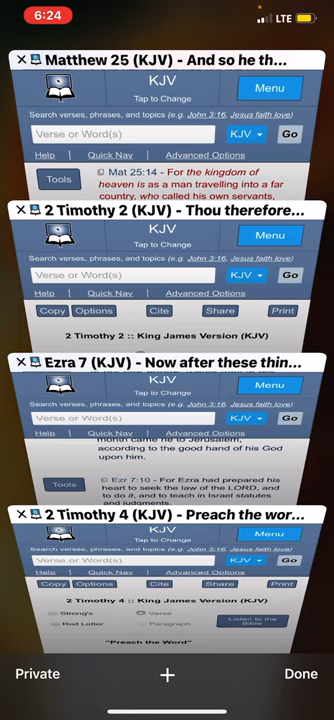 6:24
LTE
Matthew 25 (KJV) - And so he th...
KJV
Tap to Change
Menu
Search verses, phrases, and topics (e.g. John 3:16, Jesus faith love)
Verse or Word(s)
KJV
Go
Help | Quick Nav | Advanced Options
Tools
Mat 25:14 - For the kingdom of
heaven is as a man travelling into a far
country, who called his own servants,
2 Timothy 2 (KJV) - Thou therefore...
KJV
Tap to Change
Menu
Search verses, phrases, and topics (e.g. John 3:16, Jesus faith love)
Verse or Word(s)
KJV
Go
Help | Quick Nav | Advanced Options
Copy
Options
Cite
Share
Print
2 Timothy 2 :: King James Version (KJV)
Ezra 7 (KJV) - Now after these thin...
KJV
Tap to Change
Menu
Search verses, phrases, and topics (e.g. John 3:16, Jesus faith love)
Verse or Word(s)
KJV
Go
Help | Quick Nav | Advanced Options
month came he to Jerusalem,
according to the good hand of his God
upon him.
Tools
Ezr 7:10 - For Ezra had prepared his
heart to seek the law of the LORD, and
to do it, and to teach in Israel statutes
and judgments.
2 Timothy 4 (KJV) - Preach the wor...
KJV
Tap to Change
Menu
Search verses, phrases, and topics (e.g. John 3:16, Jesus faith love)
Verse or Word(s)
KJV
Go
Help | Quick Nav | Advanced Options
Copy
Options
Cite
Share
Print
2 Timothy 4 :: King James Version (KJV)
Strong's
Verse
Red Letter
Paragraph
Listen to the
Bible
"Preach the Word"
Private
+
Done